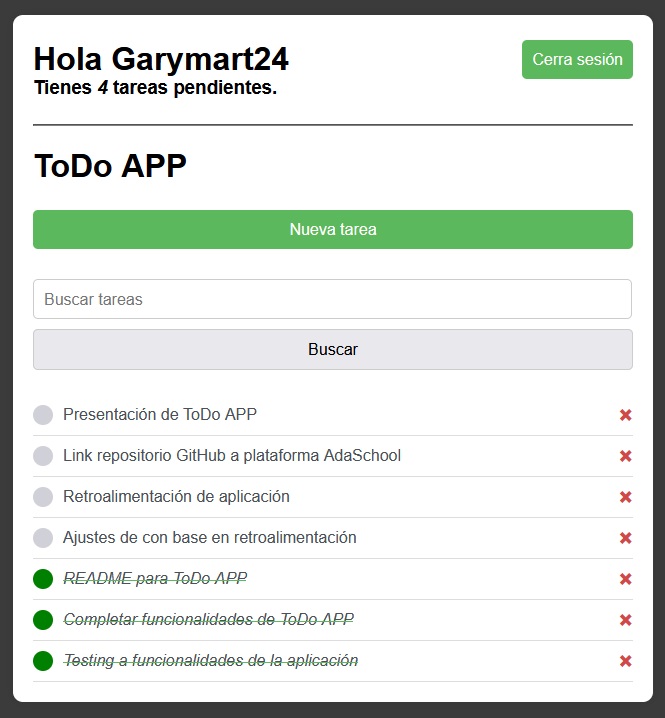 Hola Garymart24
Cerra sesión
Tienes 4 tareas pendientes.
ToDo APP
Nueva tarea
Buscar tareas
Buscar
Presentación de ToDo APP
Link repositorio GitHub a plataforma AdaSchool
Retroalimentación de aplicación
Ajustes de con base en retroalimentación
README para ToDo APP
Completar funcionalidades de ToDo APP
Testing a funcionalidades de la aplicación